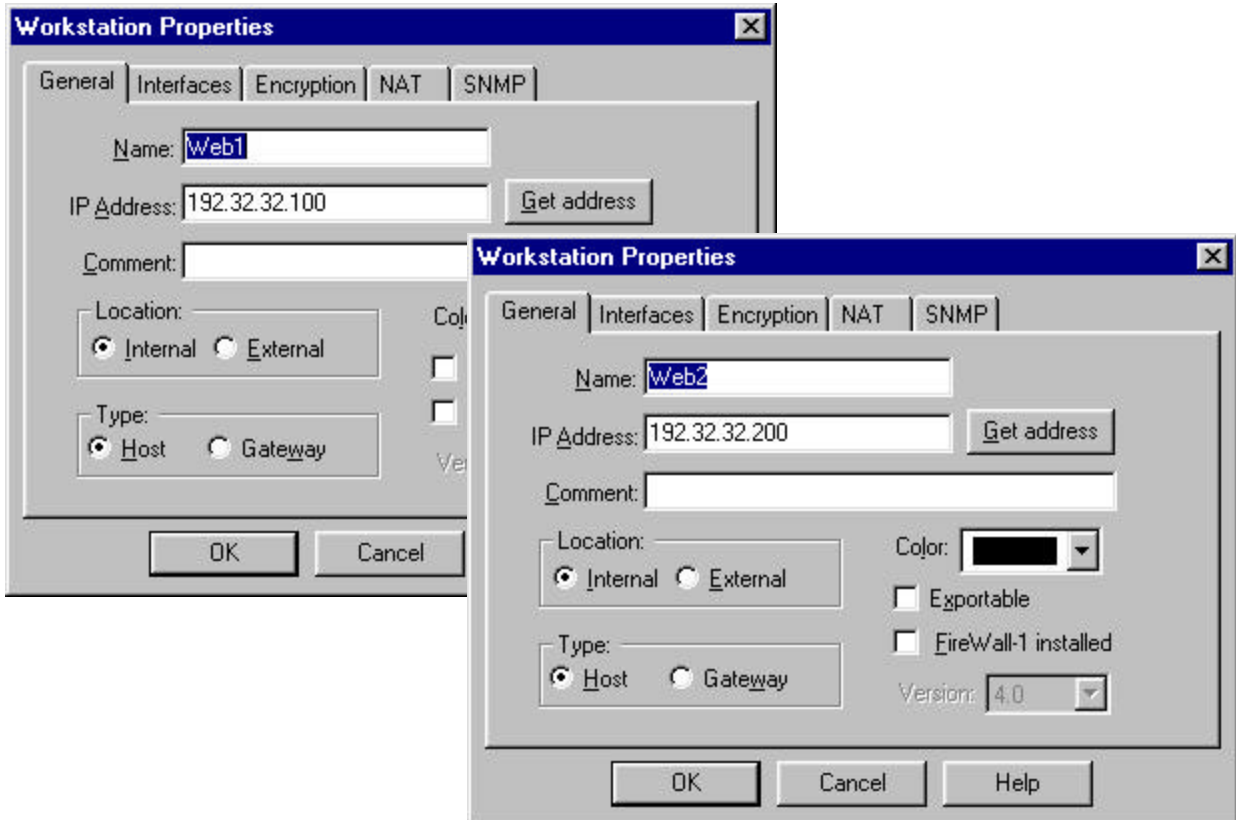 Workstation Properties
General Interfaces Encryption NAT SNMP
Name: Web1
IP Address: 192.32.32.100 Get address
Comment:
Location:
Internal External
Type:
Host Gateway
OK Cancel
Workstation Properties
General Interfaces Encryption NAT SNMP
Name: Web2
IP Address: 192.32.32.200 Get address
Comment:
Location: Color:
Internal External
Exportable
Type: FireWall-1 installed
Host Gateway
Version: 4.0
OK Cancel Help